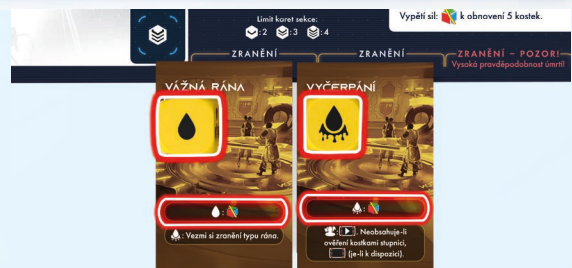 Limit karet sekce:
:2 :3 :4
Vypětí sil: k obnovení 5 kostek.
ZRANĚNÍ
ZRANĚNÍ
ZRANĚNÍ – POZOR!
Vysoká pravděpodobnost úmrtí!
VÁŽNÁ RÁNA
:
: Vezmi si zranění typu rána.
VYČERPÁNÍ
:
: . Neobsahuje-li
ověření kostkami stupnici,
(je-li k dispozici).